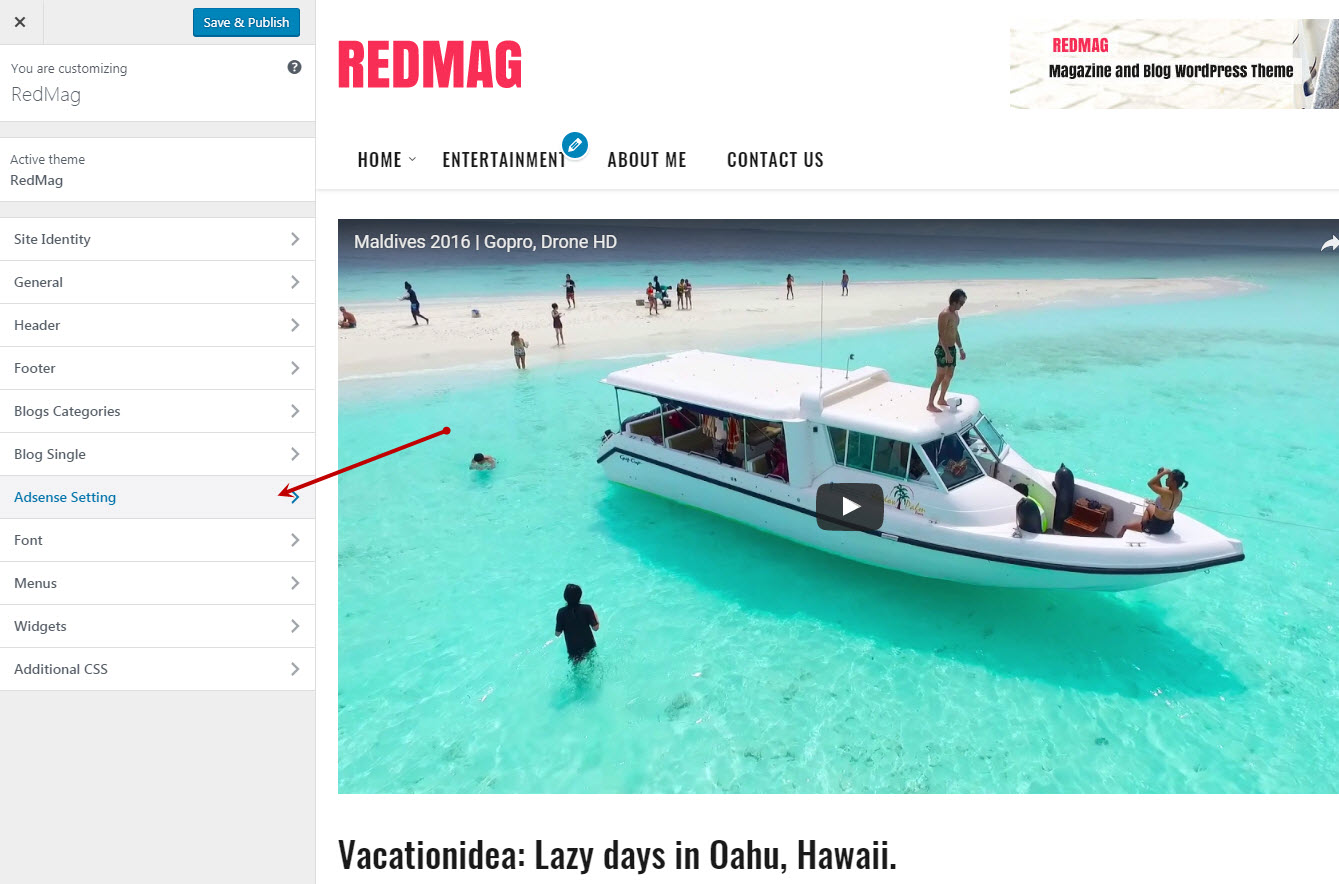 Save & Publish
You are customizing
RedMag
Active theme
RedMag
Site Identity
General
Header
Footer
Blogs Categories
Blog Single
Adsense Setting
Font
Menus
Widgets
Additional CSS
REDMAG
REDMAG
Magazine and Blog WordPress Theme
HOME
ENTERTAINMENT
ABOUT ME
CONTACT US
Maldives 2016 | Gopro, Drone HD
Vacationidea: Lazy days in Oahu, Hawaii.